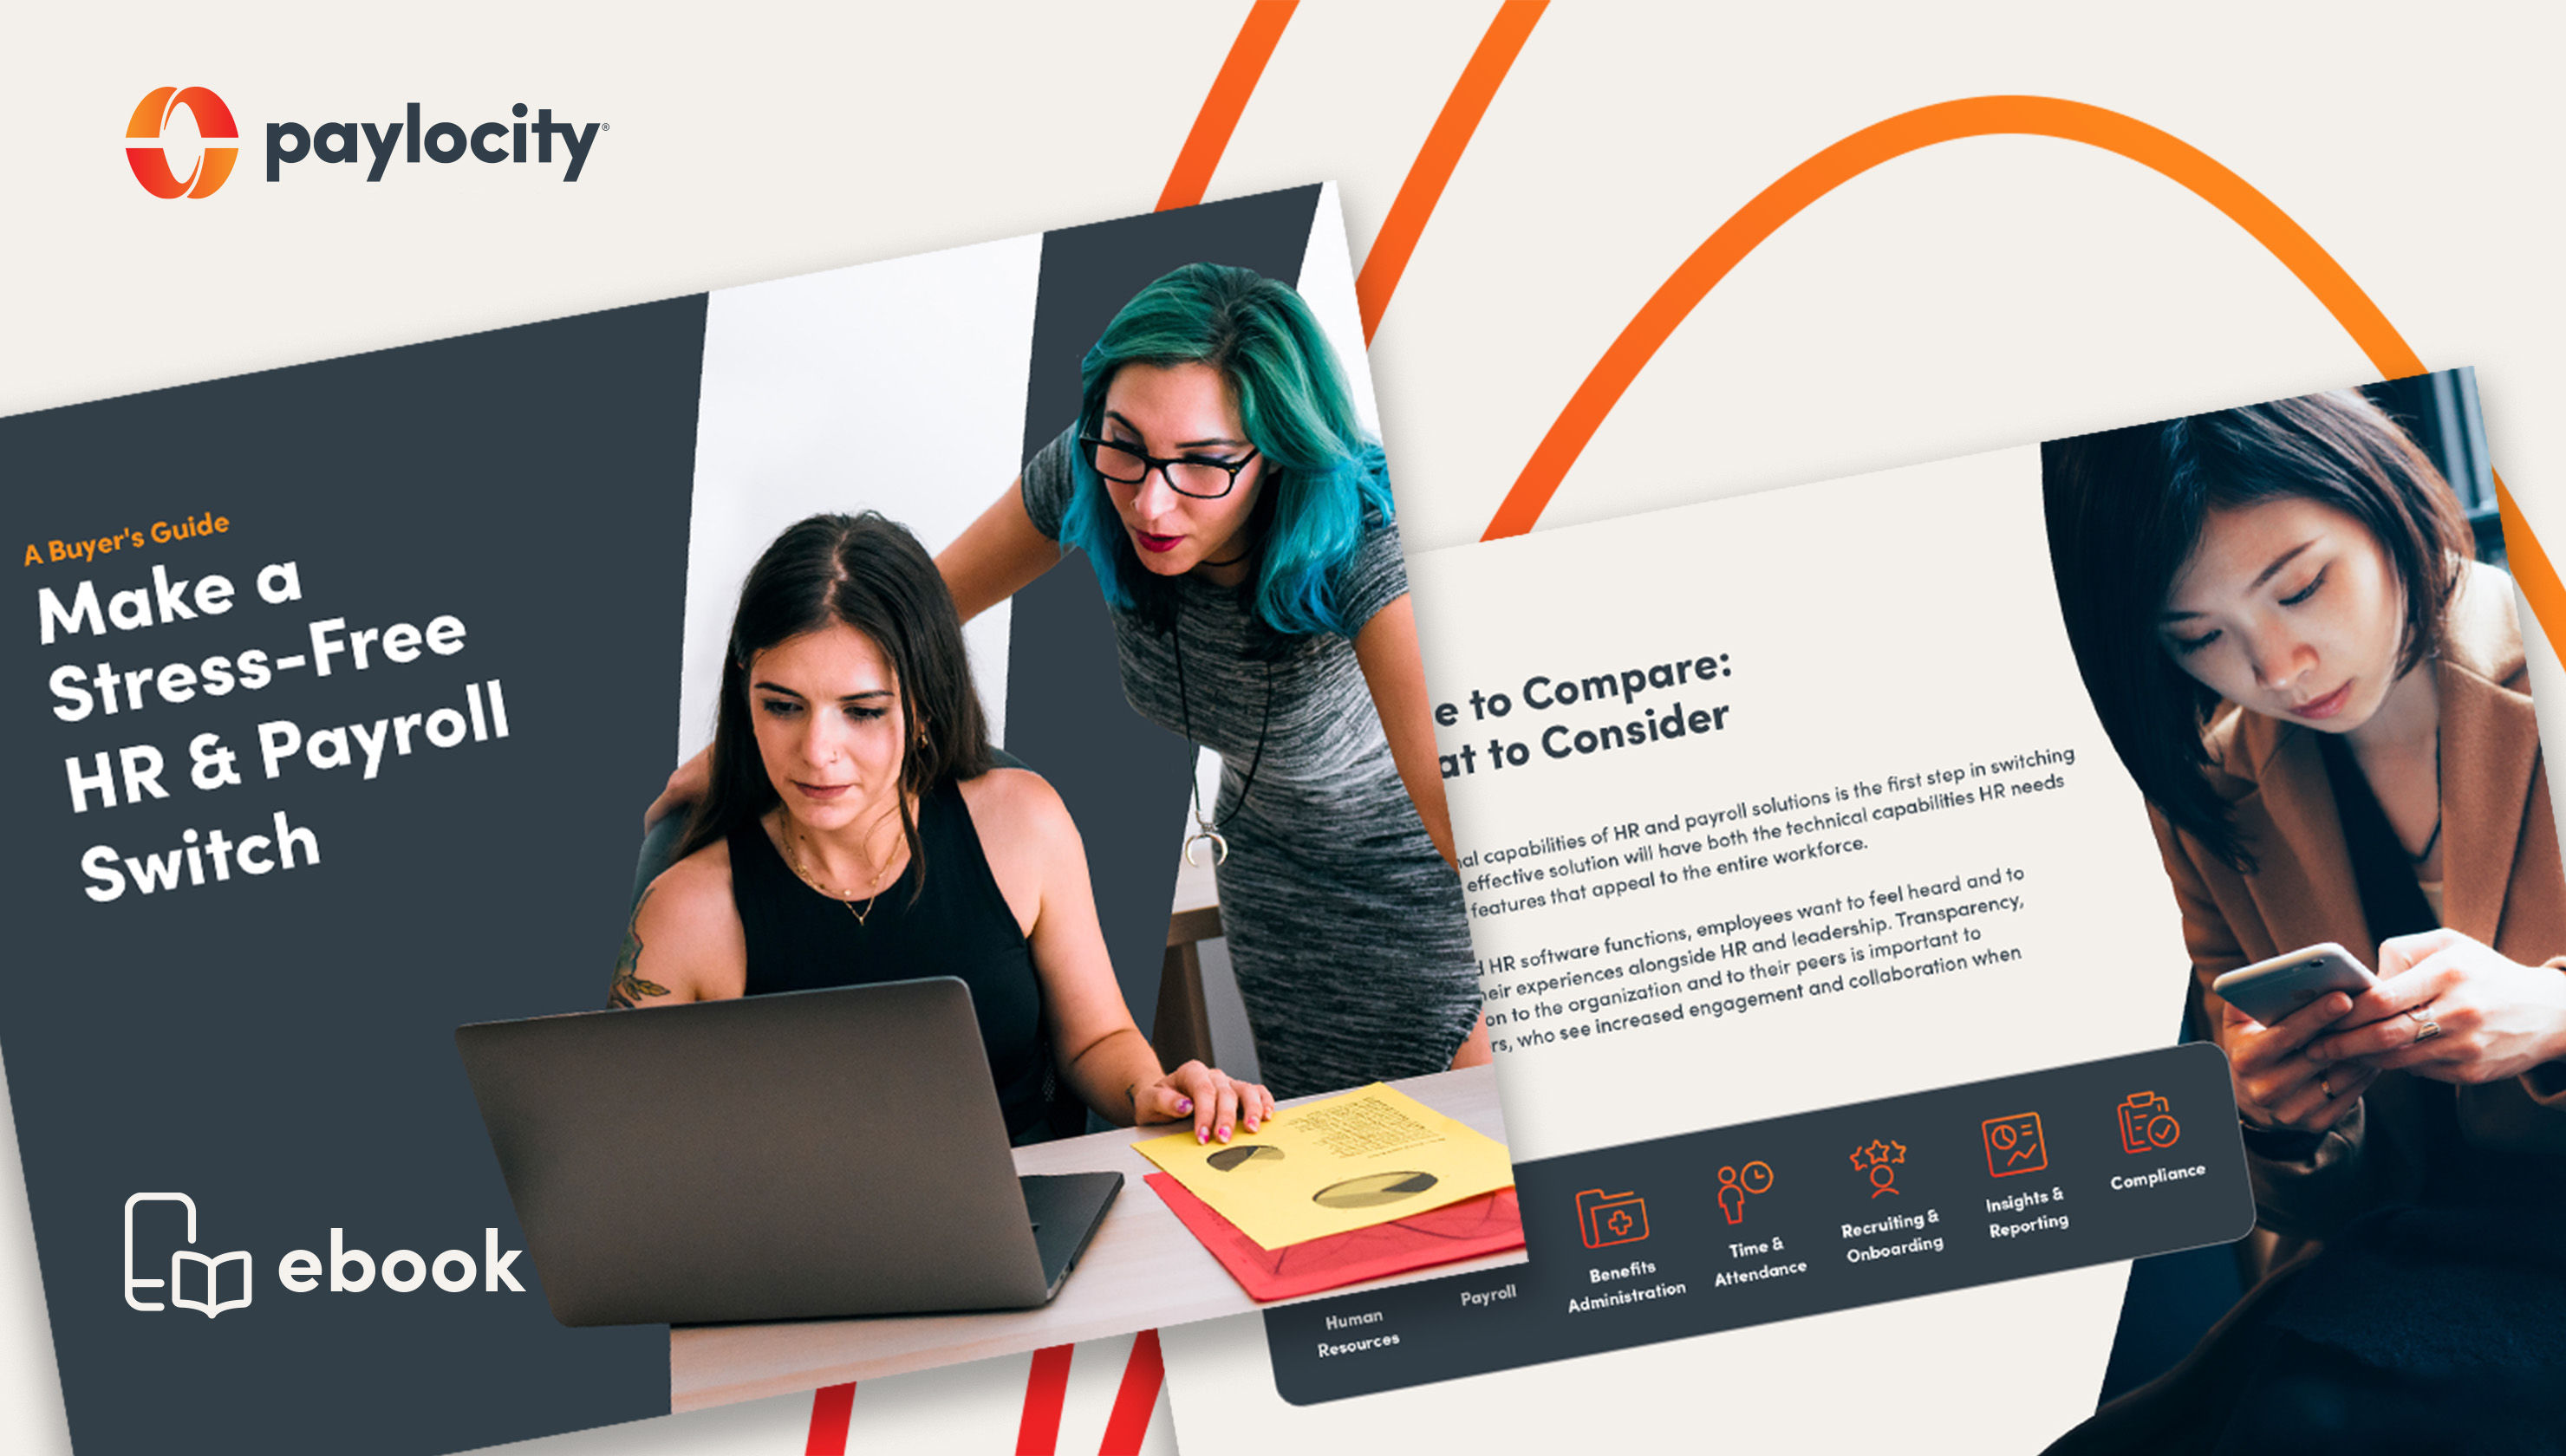 paylocity®
A Buyer's Guide
Make a
Stress-Free
HR & Payroll
Switch
ebook
e to Compare:
at to Consider
al capabilities of HR and payroll solutions is the first step in switching
effective solution will have both the technical capabilities HR needs
features that appeal to the entire workforce.
HR software functions, employees want to feel heard and to
eir experiences alongside HR and leadership. Transparency,
on to the organization and to their peers is important to
rs, who see increased engagement and collaboration when
Human
Resources
Payroll
Benefits
Administration
Time &
Attendance
Recruiting &
Onboarding
Insights &
Reporting
Compliance